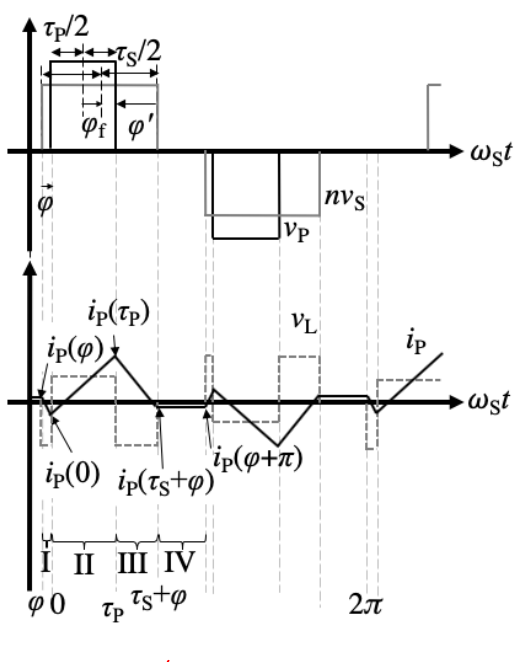 τP/2
τS/2
φf φ′
ωSt
φ
nvS
vP
iP(τP)
vL
iP
iP(φ)
ωSt
iP(0) iP(τS+φ) iP(φ+π)
I II III IV
φ 0 τP τS+φ 2π